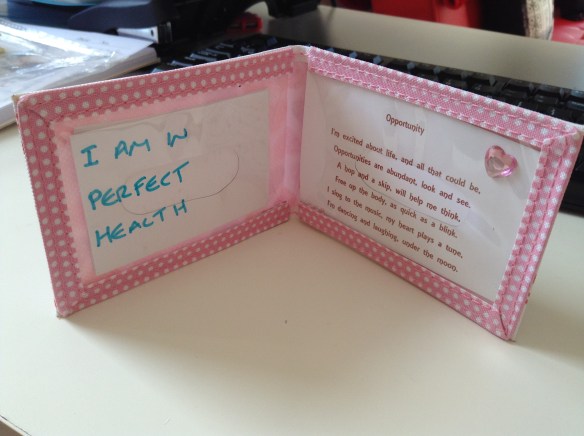 I AM IN
PERFECT
HEALTH
Opportunity
I'm excited about life, and all that could be.
Opportunities are abundant, look and see.
A hop and a skip, will help me think.
Free up the body, as quick as a blink.
I sing to the music, my heart plays a tune.
I'm dancing and laughing, under the moon.